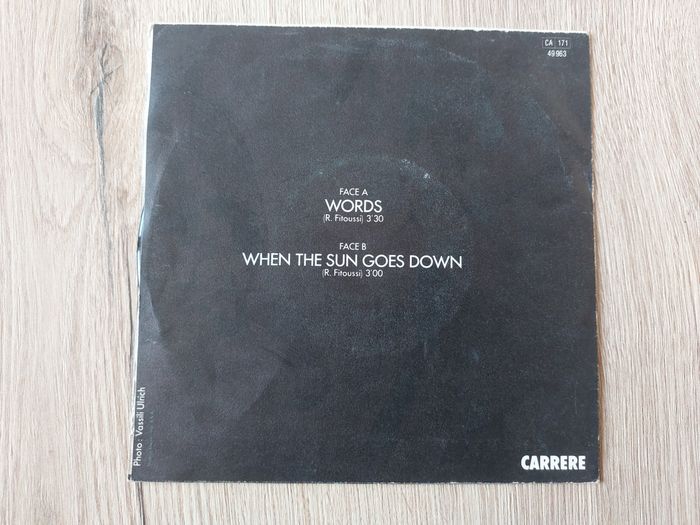 CA 171
49 963
FACE A
WORDS
(R. Fitoussi) 3'30
FACE B
WHEN THE SUN GOES DOWN
(R. Fitoussi) 3'00
Photo : Vassili Ulrich
CARRERE